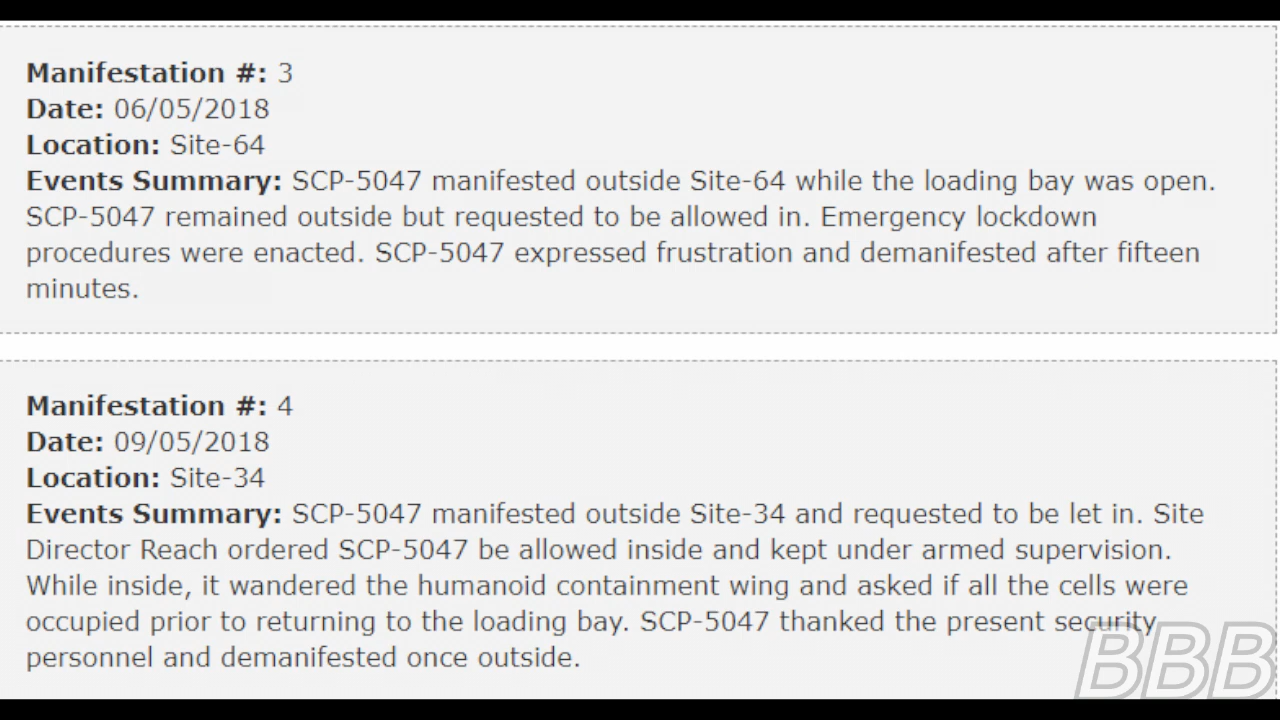 Manifestation #: 3
Date: 06/05/2018
Location: Site-64
Events Summary: SCP-5047 manifested outside Site-64 while the loading bay was open.
SCP-5047 remained outside but requested to be allowed in. Emergency lockdown
procedures were enacted. SCP-5047 expressed frustration and demanifested after fifteen
minutes.
Manifestation #: 4
Date: 09/05/2018
Location: Site-34
Events Summary: SCP-5047 manifested outside Site-34 and requested to be let in. Site
Director Reach ordered SCP-5047 be allowed inside and kept under armed supervision.
While inside, it wandered the humanoid containment wing and asked if all the cells were
occupied prior to returning to the loading bay. SCP-5047 thanked the present security
personnel and demanifested once outside.
BBB